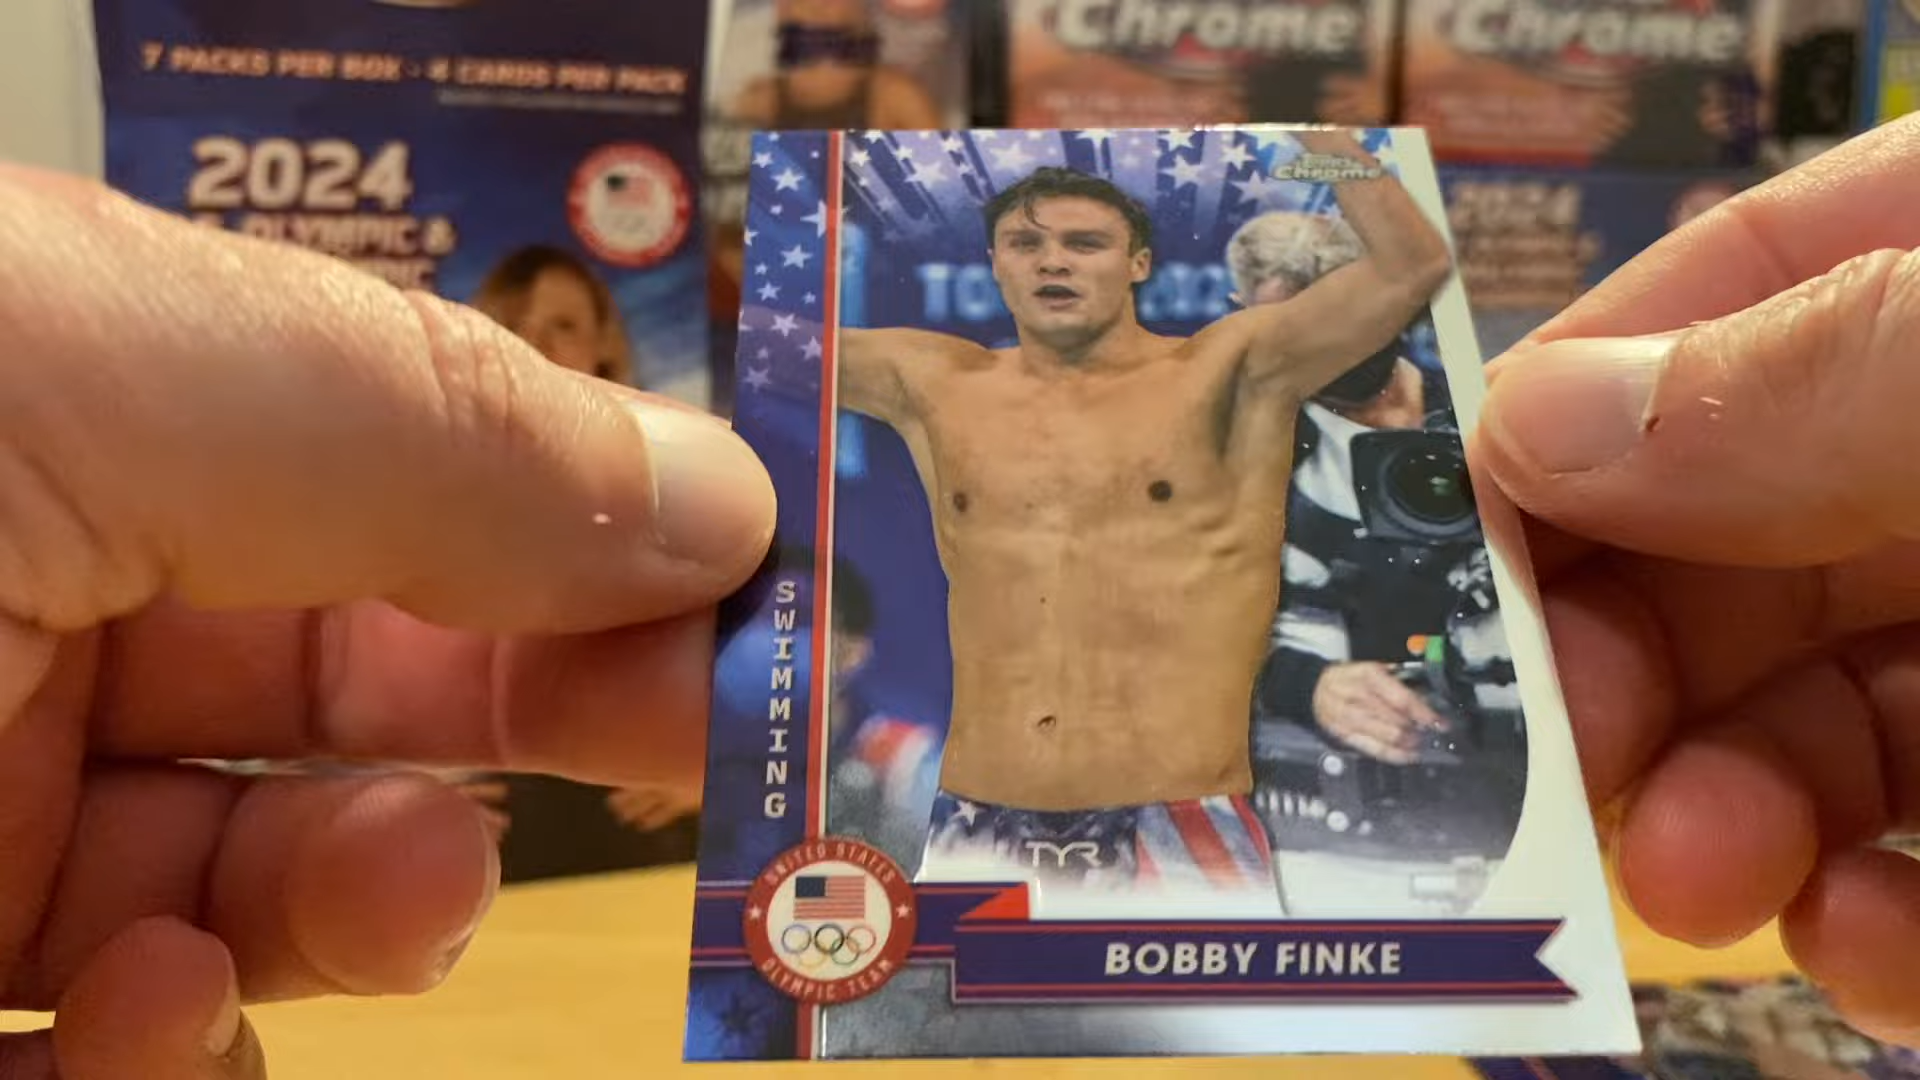 7 PACKS PER BOX · 4 CARDS PER PACK
2024
OLYMPIC &
Chrome
Chrome
2024
Topps
Chrome
SWIMMING
TYR
UNITED STATES
OLYMPIC TEAM
BOBBY FINKE